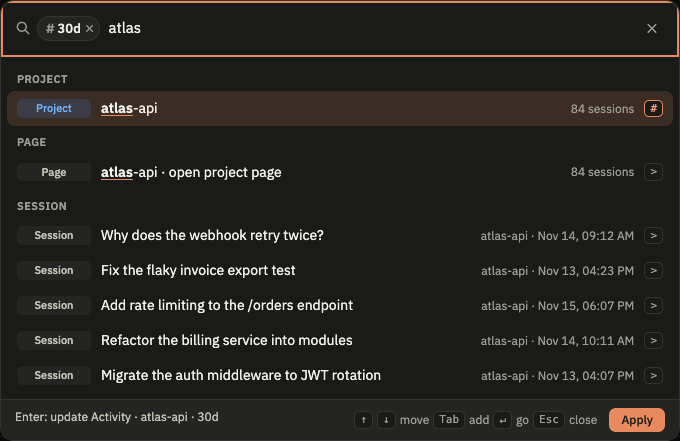 # 30d × atlas ×
PROJECT
Project atlas-api 84 sessions #
PAGE
Page atlas-api · open project page 84 sessions >
SESSION
Session Why does the webhook retry twice? atlas-api · Nov 14, 09:12 AM >
Session Fix the flaky invoice export test atlas-api · Nov 13, 04:23 PM >
Session Add rate limiting to the /orders endpoint atlas-api · Nov 15, 06:07 PM >
Session Refactor the billing service into modules atlas-api · Nov 14, 10:11 AM >
Session Migrate the auth middleware to JWT rotation atlas-api · Nov 13, 04:07 PM >
Enter: update Activity · atlas-api · 30d ↑ ↓ move Tab add ↵ go Esc close Apply